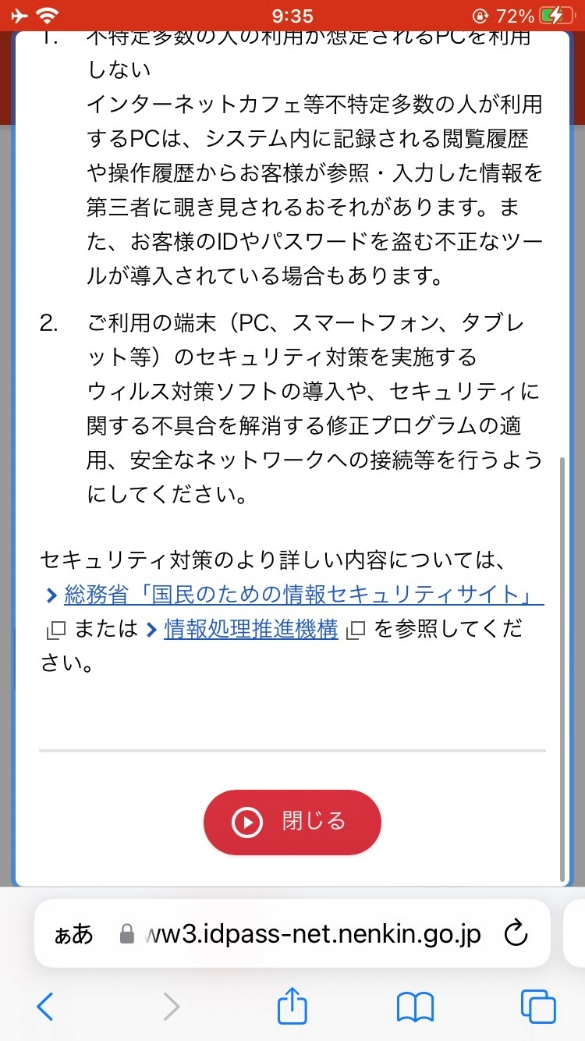 9:35
72%
1. 不特定多数の人の利用が想定されるPCを利用
しない
インターネットカフェ等不特定多数の人が利用
するPCは、システム内に記録される閲覧履歴
や操作履歴からお客様が参照・入力した情報を
第三者に覗き見されるおそれがあります。ま
た、お客様のIDやパスワードを盗む不正なツー
ルが導入されている場合もあります。
2. ご利用の端末（PC、スマートフォン、タブレ
ット等）のセキュリティ対策を実施する
ウィルス対策ソフトの導入や、セキュリティに
関する不具合を解消する修正プログラムの適
用、安全なネットワークへの接続等を行うよう
にしてください。
セキュリティ対策のより詳しい内容については、
総務省「国民のための情報セキュリティサイト」
または 情報処理推進機構 を参照してくだ
さい。
閉じる
ぁあ ww3.idpass-net.nenkin.go.jp